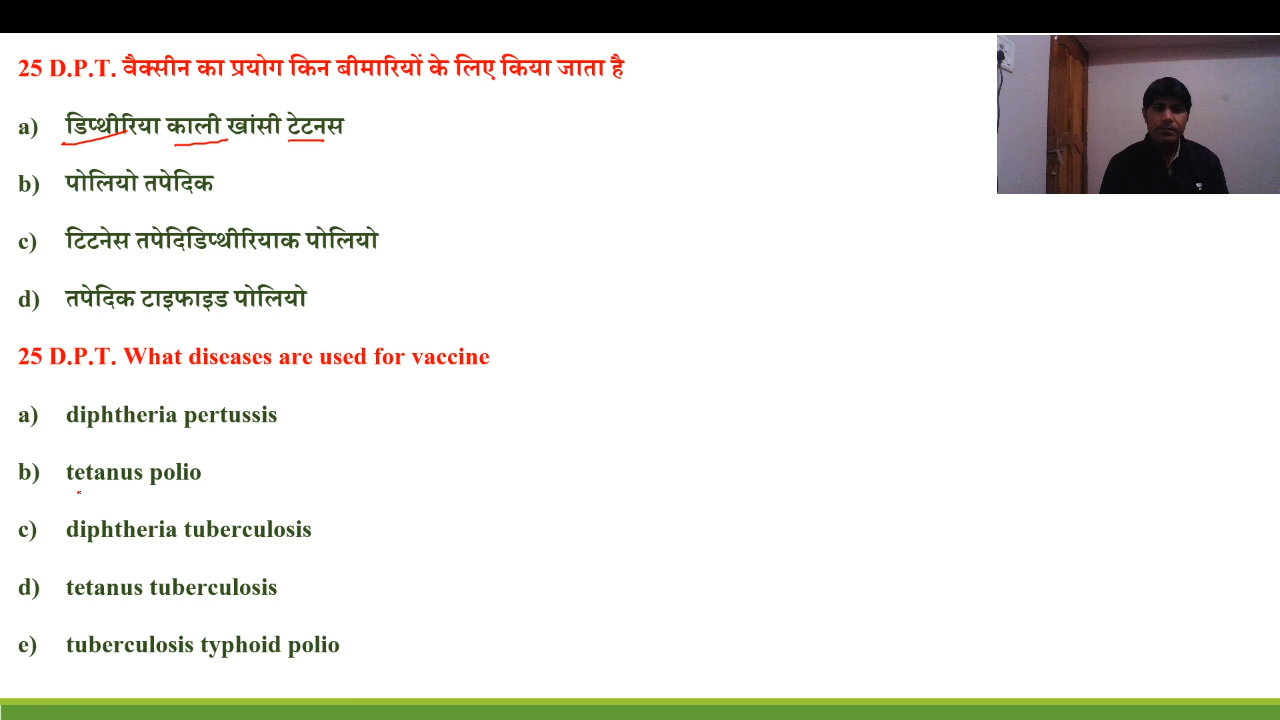 25 D.P.T. वैक्सीन का प्रयोग किन बीमारियों के लिए किया जाता है
a) डिप्थीरिया काली खांसी टेटनस
b) पोलियो तपेदिक
c) टिटनेस तपेदिडिप्थीरियाक पोलियो
d) तपेदिक टाइफाइड पोलियो
25 D.P.T. What diseases are used for vaccine
a) diphtheria pertussis
b) tetanus polio
c) diphtheria tuberculosis
d) tetanus tuberculosis
e) tuberculosis typhoid polio